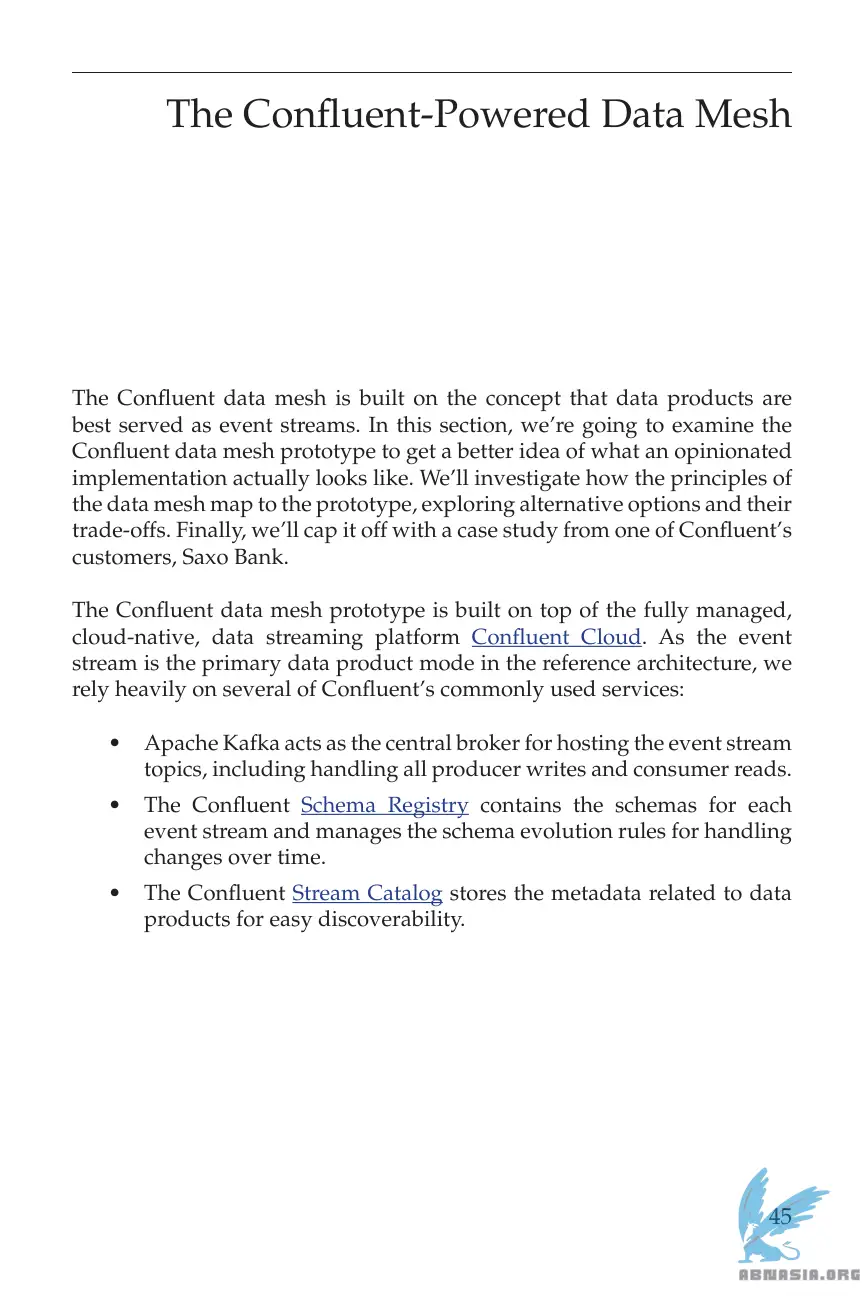 The Confluent-Powered Data Mesh
The Confluent data mesh is built on the concept that data products are
best served as event streams. In this section, we’re going to examine the
Confluent data mesh prototype to get a better idea of what an opinionated
implementation actually looks like. We’ll investigate how the principles of
the data mesh map to the prototype, exploring alternative options and their
trade-offs. Finally, we’ll cap it off with a case study from one of Confluent’s
customers, Saxo Bank.
The Confluent data mesh prototype is built on top of the fully managed,
cloud-native, data streaming platform Confluent Cloud. As the event
stream is the primary data product mode in the reference architecture, we
rely heavily on several of Confluent’s commonly used services:
• Apache Kafka acts as the central broker for hosting the event stream
topics, including handling all producer writes and consumer reads.
• The Confluent Schema Registry contains the schemas for each
event stream and manages the schema evolution rules for handling
changes over time.
• The Confluent Stream Catalog stores the metadata related to data
products for easy discoverability.
45
ABNASIA.ORG